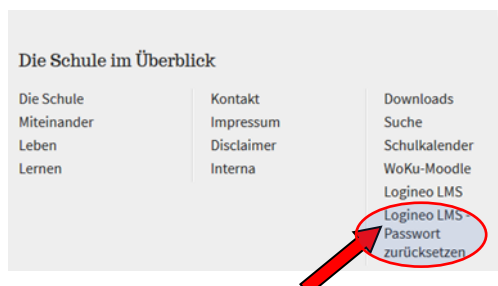 Die Schule im Überblick
Die Schule
Miteinander
Leben
Lernen
Kontakt
Impressum
Disclaimer
Interna
Downloads
Suche
Schulkalender
WoKu-Moodle
Logineo LMS
Logineo LMS -
Passwort
zurücksetzen